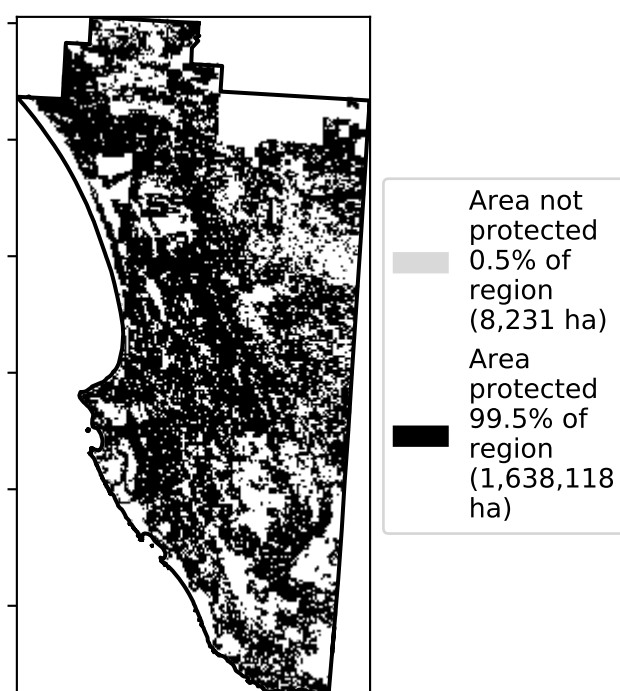 Area not
protected
0.5% of
region
(8,231 ha)
Area
protected
99.5% of
region
(1,638,118
ha)